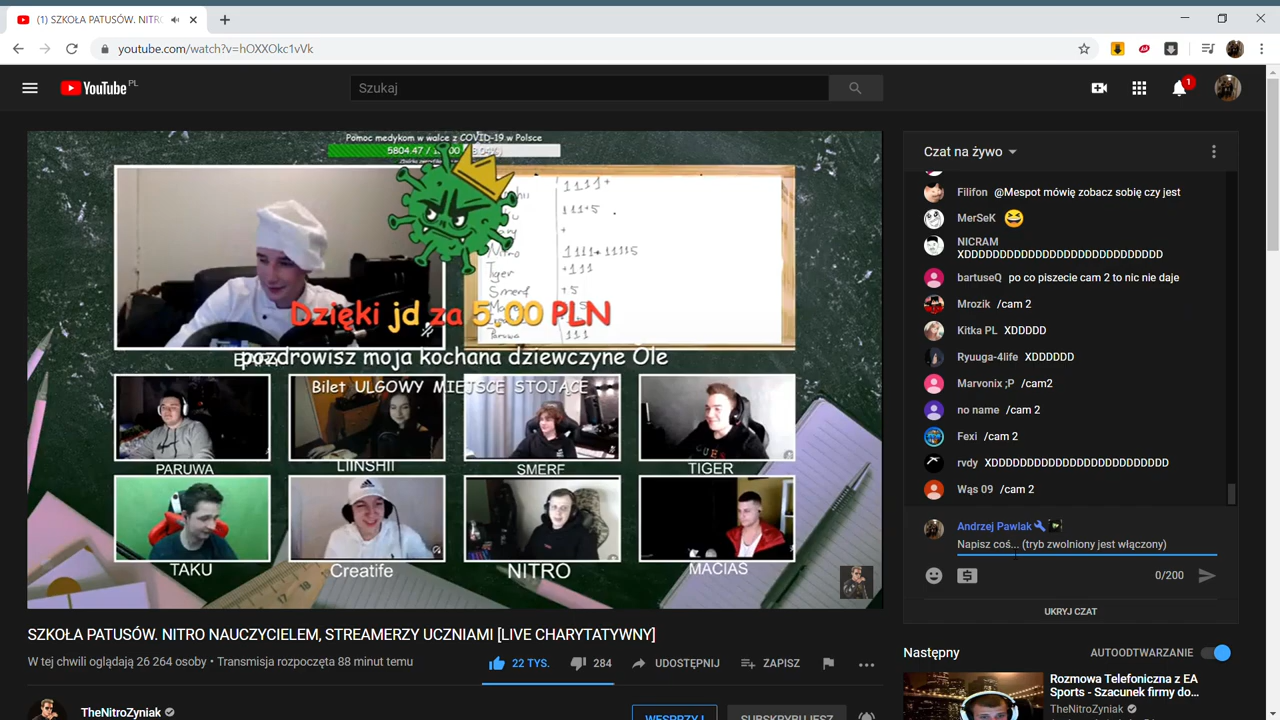 (1) SZKOŁA PATUSÓW. NITR
youtube.com/watch?v=hOXXOkc1vVk
YouTube PL
Szukaj
1
Pomoc medykom w walce z COVID-19 w Polsce
5804.47 /
Dzięki jd za 5.00 PLN
pozdrowisz moja kochana dziewczyne Ole
Bilet ULGOWY MIEJSCE STOJĄCE
1111+
111+5
+
Nitro 1111+11115
Tiger +111
Smerf +5
Paruwa 111
PARUWA
LIINSHII
SMERF
TIGER
TAKU
Creatife
NITRO
MACIAS
SZKOŁA PATUSÓW. NITRO NAUCZYCIELEM, STREAMERZY UCZNIAMI [LIVE CHARYTATYWNY]
W tej chwili oglądają 26 264 osoby • Transmisja rozpoczęta 88 minut temu
22 TYS.
284
UDOSTĘPNIJ
ZAPISZ
TheNitroZyniak
WESPRZYJ
SUBSKRYBUJESZ
Czat na żywo
Filifon @Mespot mówię zobacz sobię czy jest
MerSeK
NICRAM
XDDDDDDDDDDDDDDDDDDDDDDDDDDDD
bartuseQ po co piszecie cam 2 to nic nie daje
Mrozik /cam 2
Kitka PL XDDDDD
Ryuuga-4life XDDDDDD
Marvonix ;P /cam2
no name /cam 2
Fexi /cam 2
rvdy XDDDDDDDDDDDDDDDDDDDDDDDDD
Wąs 09 /cam 2
Andrzej Pawlak
Napisz coś... (tryb zwolniony jest włączony)
0/200
UKRYJ CZAT
Następny
AUTOODTWARZANIE
Rozmowa Telefoniczna z EA
Sports - Szacunek firmy do...
TheNitroZyniak